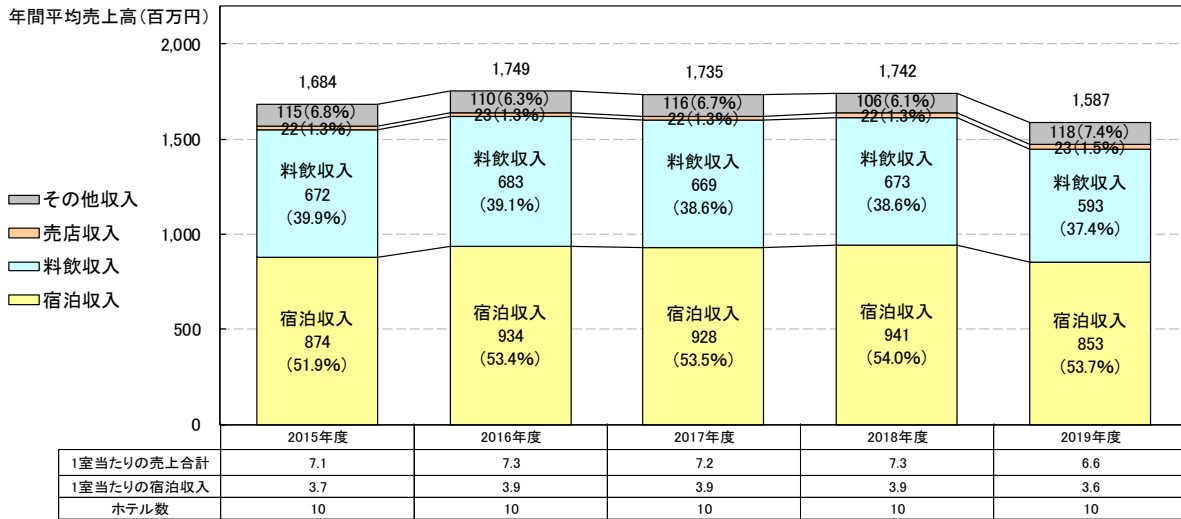 年間平均売上高(百万円)
2,000
1,500
1,000
500
0
その他収入
売店収入
料飲収入
宿泊収入
1,684
115(6.8%)
22(1.3%)
料飲収入
672
(39.9%)
宿泊収入
874
(51.9%)
1,749
110(6.3%)
23(1.3%)
料飲収入
683
(39.1%)
宿泊収入
934
(53.4%)
1,735
116(6.7%)
22(1.3%)
料飲収入
669
(38.6%)
宿泊収入
928
(53.5%)
1,742
106(6.1%)
22(1.3%)
料飲収入
673
(38.6%)
宿泊収入
941
(54.0%)
1,587
118(7.4%)
23(1.5%)
料飲収入
593
(37.4%)
宿泊収入
853
(53.7%)
2015年度 2016年度 2017年度 2018年度 2019年度
1室当たりの売上合計 7.1 7.3 7.2 7.3 6.6
1室当たりの宿泊収入 3.7 3.9 3.9 3.9 3.6
ホテル数 10 10 10 10 10